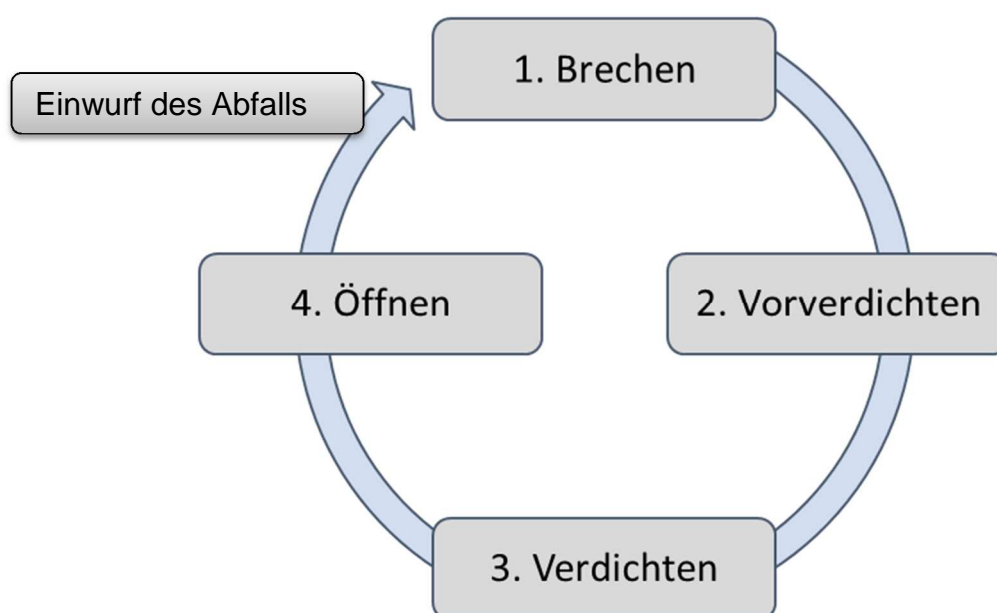 1. Brechen
Einwurf des Abfalls
4. Öffnen
2. Vorverdichten
3. Verdichten